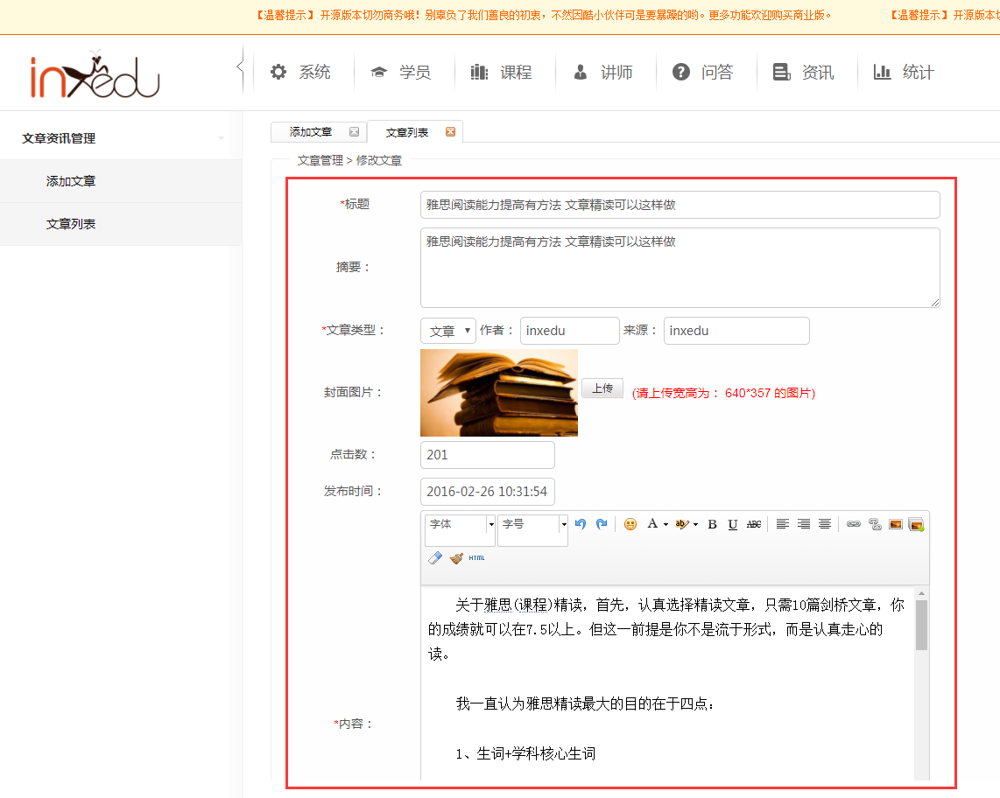 【温馨提示】 开源版本切勿商务哦！别辜负了我们善良的初衷，不然因酷小伙伴可是要暴躁的哟。更多功能欢迎购买商业版。 【温馨提示】 开源版本切
inxedu
系统 学员 课程 讲师 问答 资讯 统计
文章资讯管理
添加文章
文章列表
添加文章 文章列表
文章管理 > 修改文章
*标题 雅思阅读能力提高有方法 文章精读可以这样做
摘要： 雅思阅读能力提高有方法 文章精读可以这样做
*文章类型： 文章 作者： inxedu 来源： inxedu
封面图片： 上传 (请上传宽高为： 640*357 的图片)
点击数： 201
发布时间： 2016-02-26 10:31:54
字体 字号 A ab B U ABC
HTML
*内容：
关于雅思(课程)精读，首先，认真选择精读文章，只需10篇剑桥文章，你
的成绩就可以在7.5以上。但这一前提是你不是流于形式，而是认真走心的
读。
我一直认为雅思精读最大的目的在于四点：
1、生词+学科核心生词